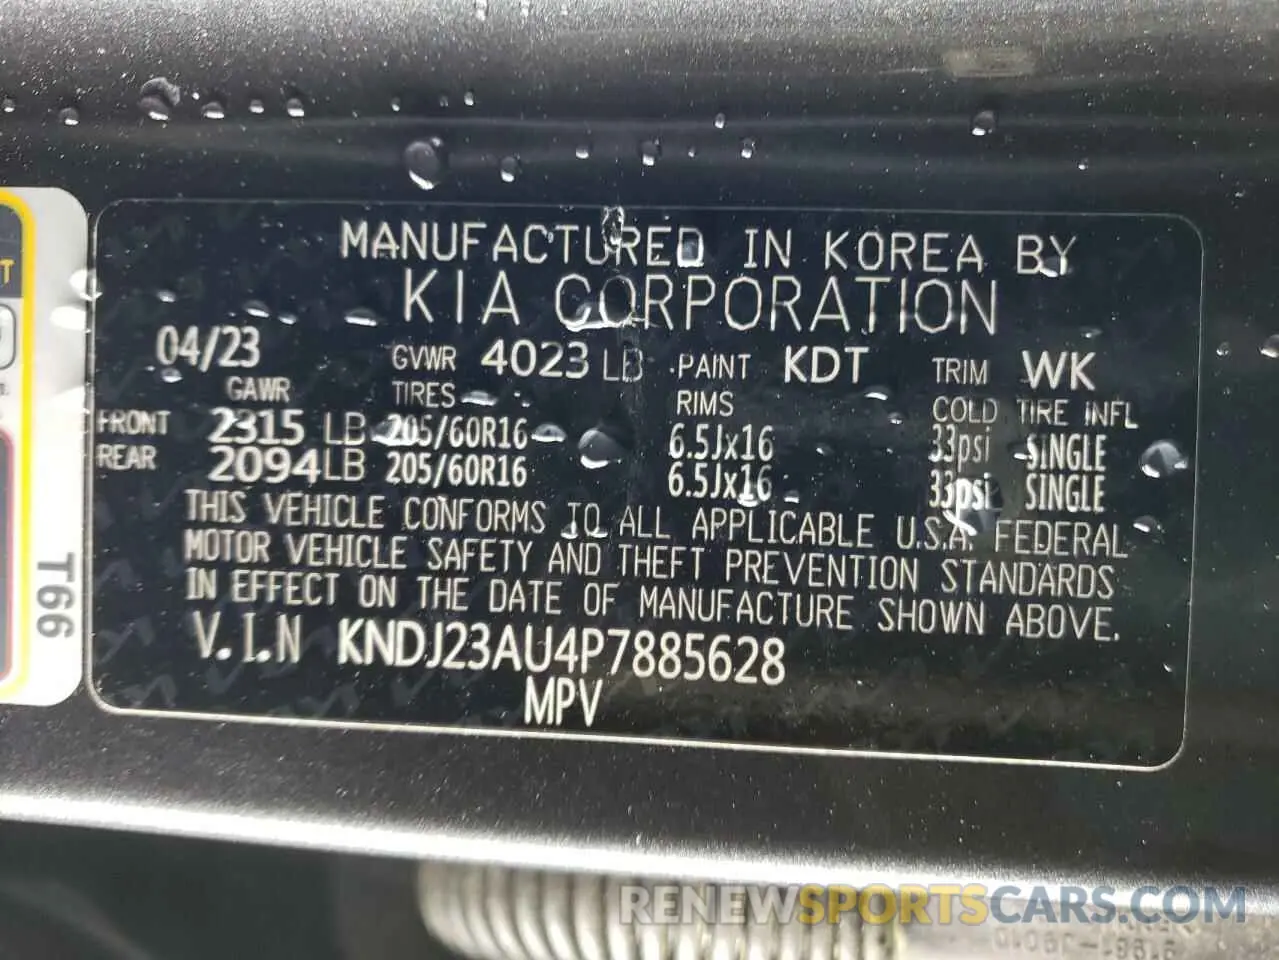 MANUFACTURED IN KOREA BY
KIA CORPORATION
04/23 GVWR 4023 LB PAINT KDT TRIM WK
GAWR TIRES RIMS COLD TIRE INFL
FRONT 2315 LB 205/60R16 6.5Jx16 33psi SINGLE
REAR 2094LB 205/60R16 6.5Jx16 33psi SINGLE
THIS VEHICLE CONFORMS TO ALL APPLICABLE U.S.A. FEDERAL
MOTOR VEHICLE SAFETY AND THEFT PREVENTION STANDARDS
IN EFFECT ON THE DATE OF MANUFACTURE SHOWN ABOVE.
V.I.N KNDJ23AU4P7885628
MPV
T66
RENEWSPORTSCARS.COM